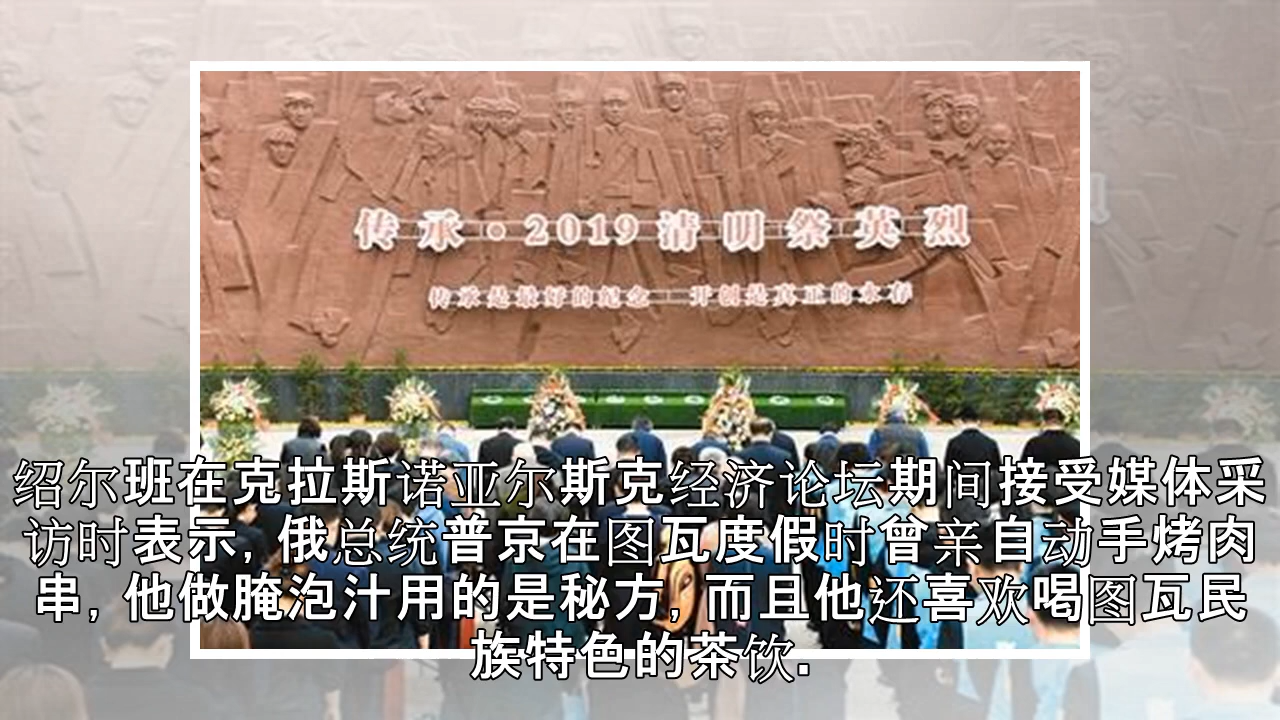 传承·2019清明祭英烈
传承是最好的纪念 开创是真正的永存
绍尔班在克拉斯诺亚尔斯克经济论坛期间接受媒体采
访时表示, 俄总统普京在图瓦度假时曾亲自动手烤肉
串, 他做腌泡汁用的是秘方, 而且他还喜欢喝图瓦民
族特色的茶饮.